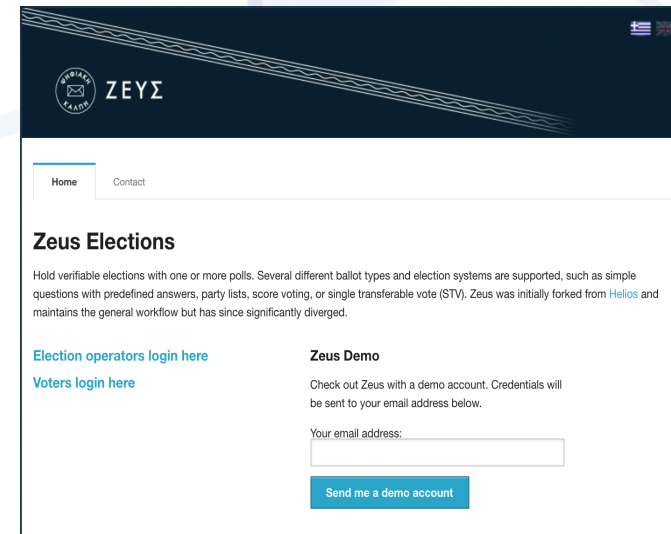 ΨΗΦΙΑΚΗ
ΚΑΛΠΗ
ΖΕΥΣ
Home Contact
Zeus Elections
Hold verifiable elections with one or more polls. Several different ballot types and election systems are supported, such as simple
questions with predefined answers, party lists, score voting, or single transferable vote (STV). Zeus was initially forked from Helios and
maintains the general workflow but has since significantly diverged.
Election operators login here
Voters login here
Zeus Demo
Check out Zeus with a demo account. Credentials will
be sent to your email address below.
Your email address:
Send me a demo account